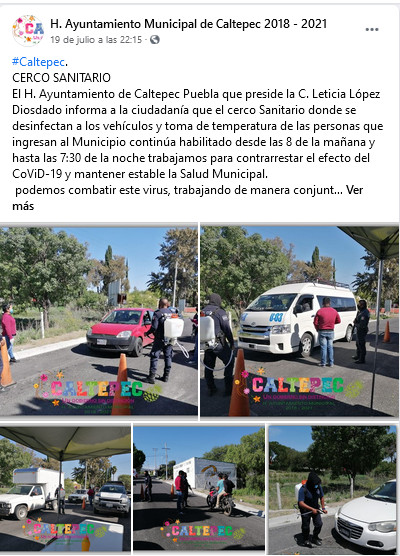 H. Ayuntamiento Municipal de Caltepec 2018 - 2021
19 de julio a las 22:15 ·
#Caltepec.
CERCO SANITARIO
El H. Ayuntamiento de Caltepec Puebla que preside la C. Leticia López
Diosdado informa a la ciudadanía que el cerco Sanitario donde se
desinfectan a los vehículos y toma de temperatura de las personas que
ingresan al Municipio continúa habilitado desde las 8 de la mañana y
hasta las 7:30 de la noche trabajamos para contrarrestar el efecto del
CoViD-19 y mantener estable la Salud Municipal.
podemos combatir este virus, trabajando de manera conjunt... Ver
más
CALTEPEC
CALTEPEC
CALTEPEC
CALTEPEC
CALTEPEC